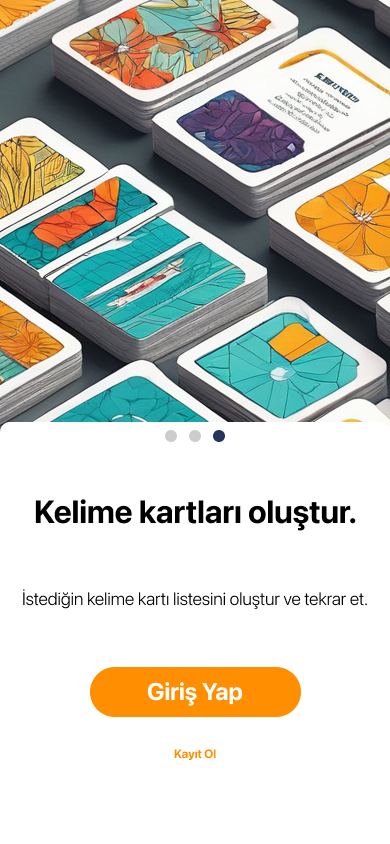 Kelime kartları oluştur.
İstediğin kelime kartı listesini oluştur ve tekrar et.
Giriş Yap
Kayıt Ol